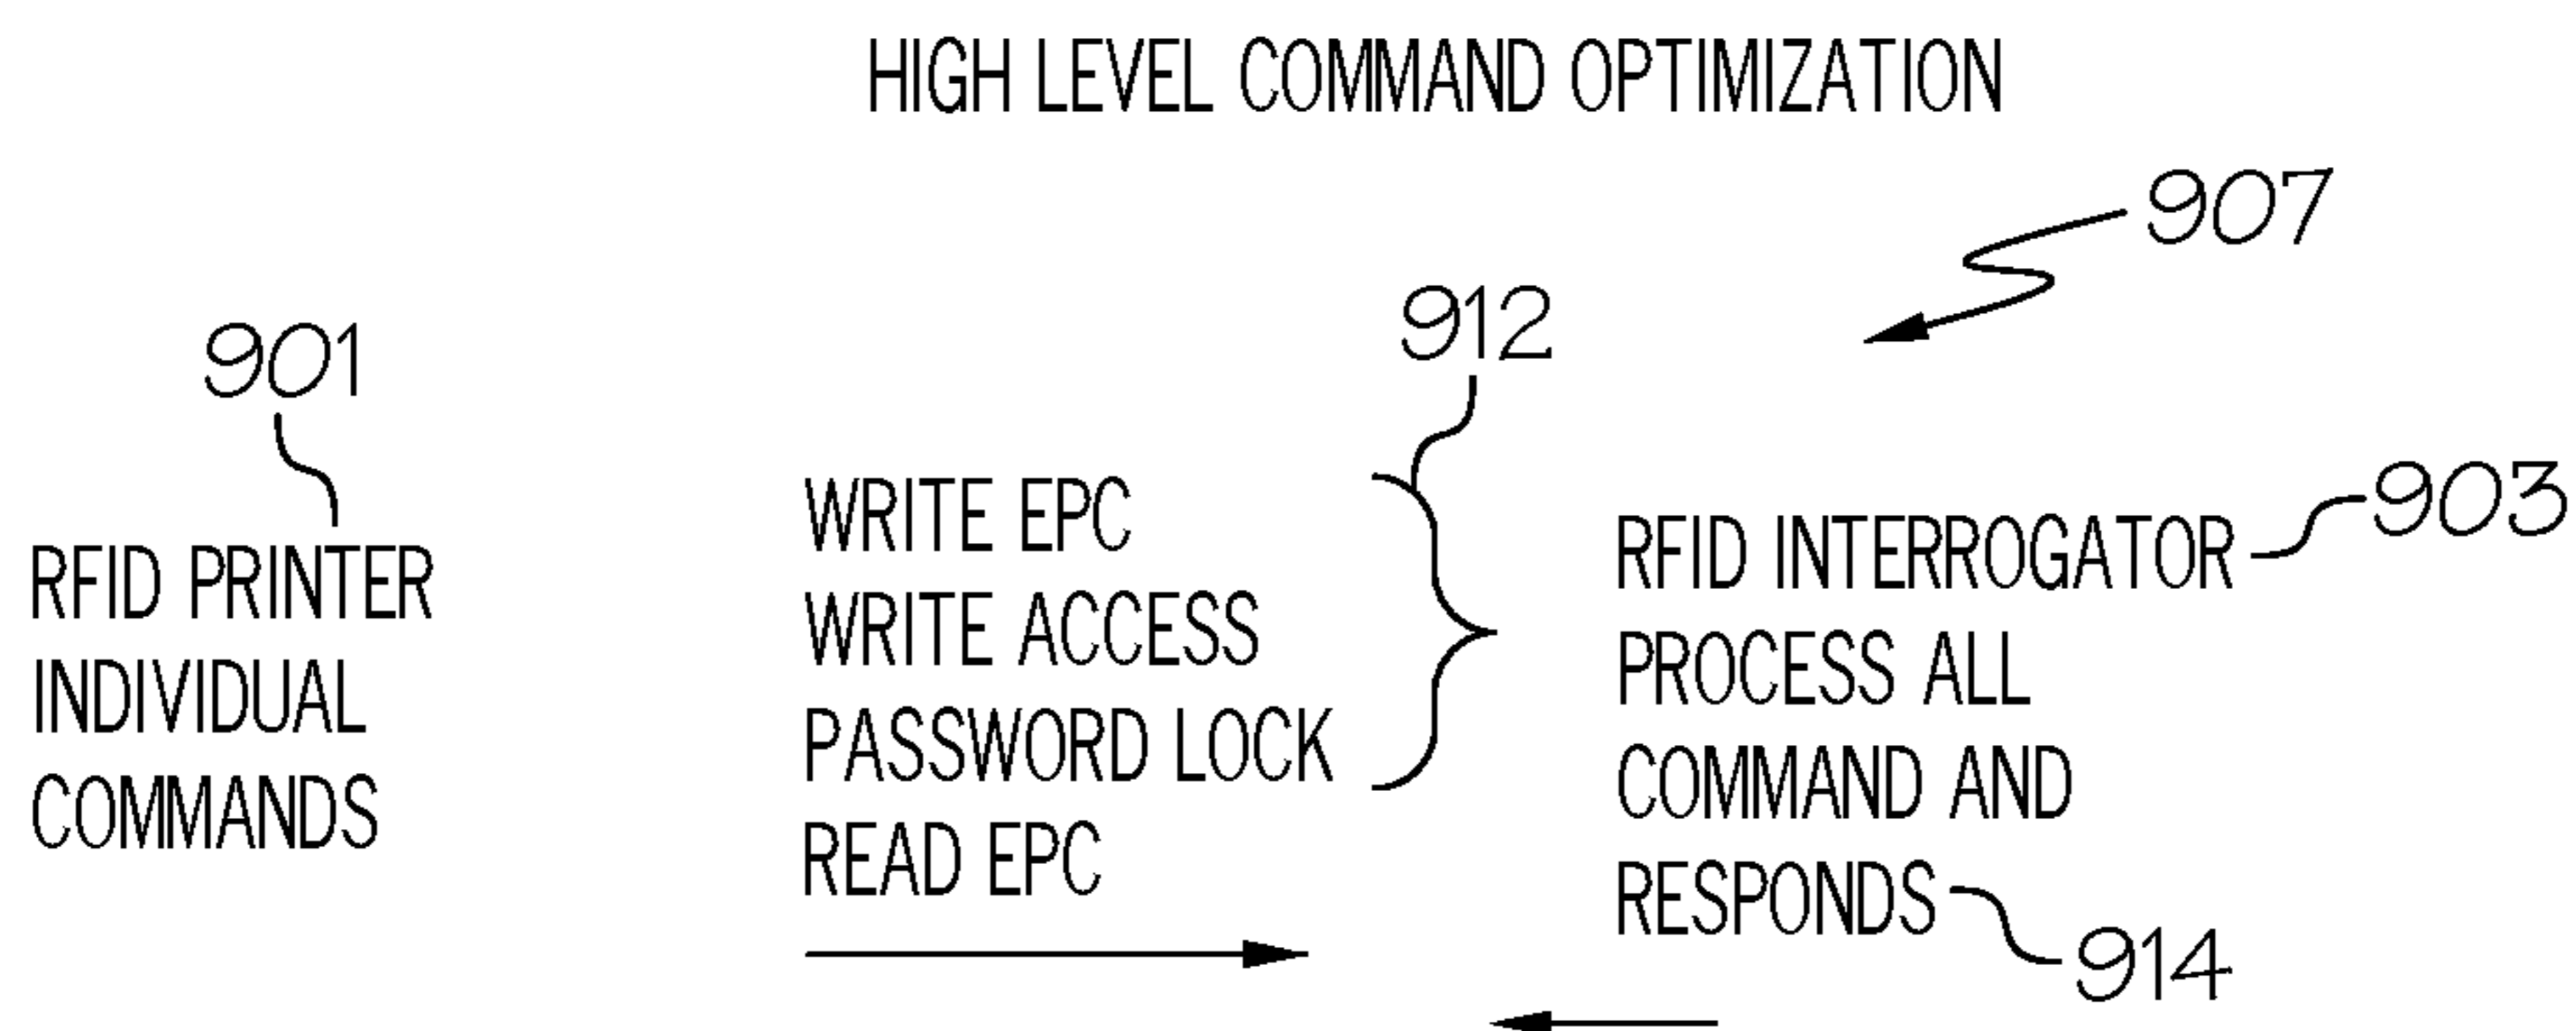 HIGH LEVEL COMMAND OPTIMIZATION
907
912
901
903
RFID PRINTER
INDIVIDUAL
COMMANDS
WRITE EPC
WRITE ACCESS
PASSWORD LOCK
READ EPC
RFID INTERROGATOR
PROCESS ALL
COMMAND AND
RESPONDS
914